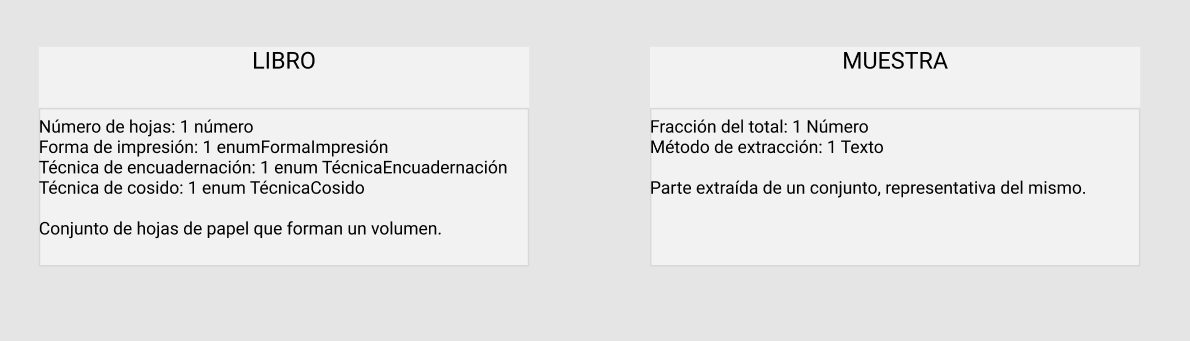 LIBRO
Número de hojas: 1 número
Forma de impresión: 1 enumFormaImpresión
Técnica de encuadernación: 1 enum TécnicaEncuadernación
Técnica de cosido: 1 enum TécnicaCosido
Conjunto de hojas de papel que forman un volumen.
MUESTRA
Fracción del total: 1 Número
Método de extracción: 1 Texto
Parte extraída de un conjunto, representativa del mismo.